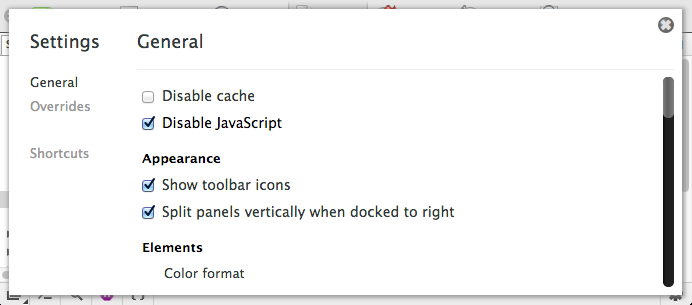 Settings
General
General
Overrides
Shortcuts
Disable cache
Disable JavaScript
Appearance
Show toolbar icons
Split panels vertically when docked to right
Elements
Color format